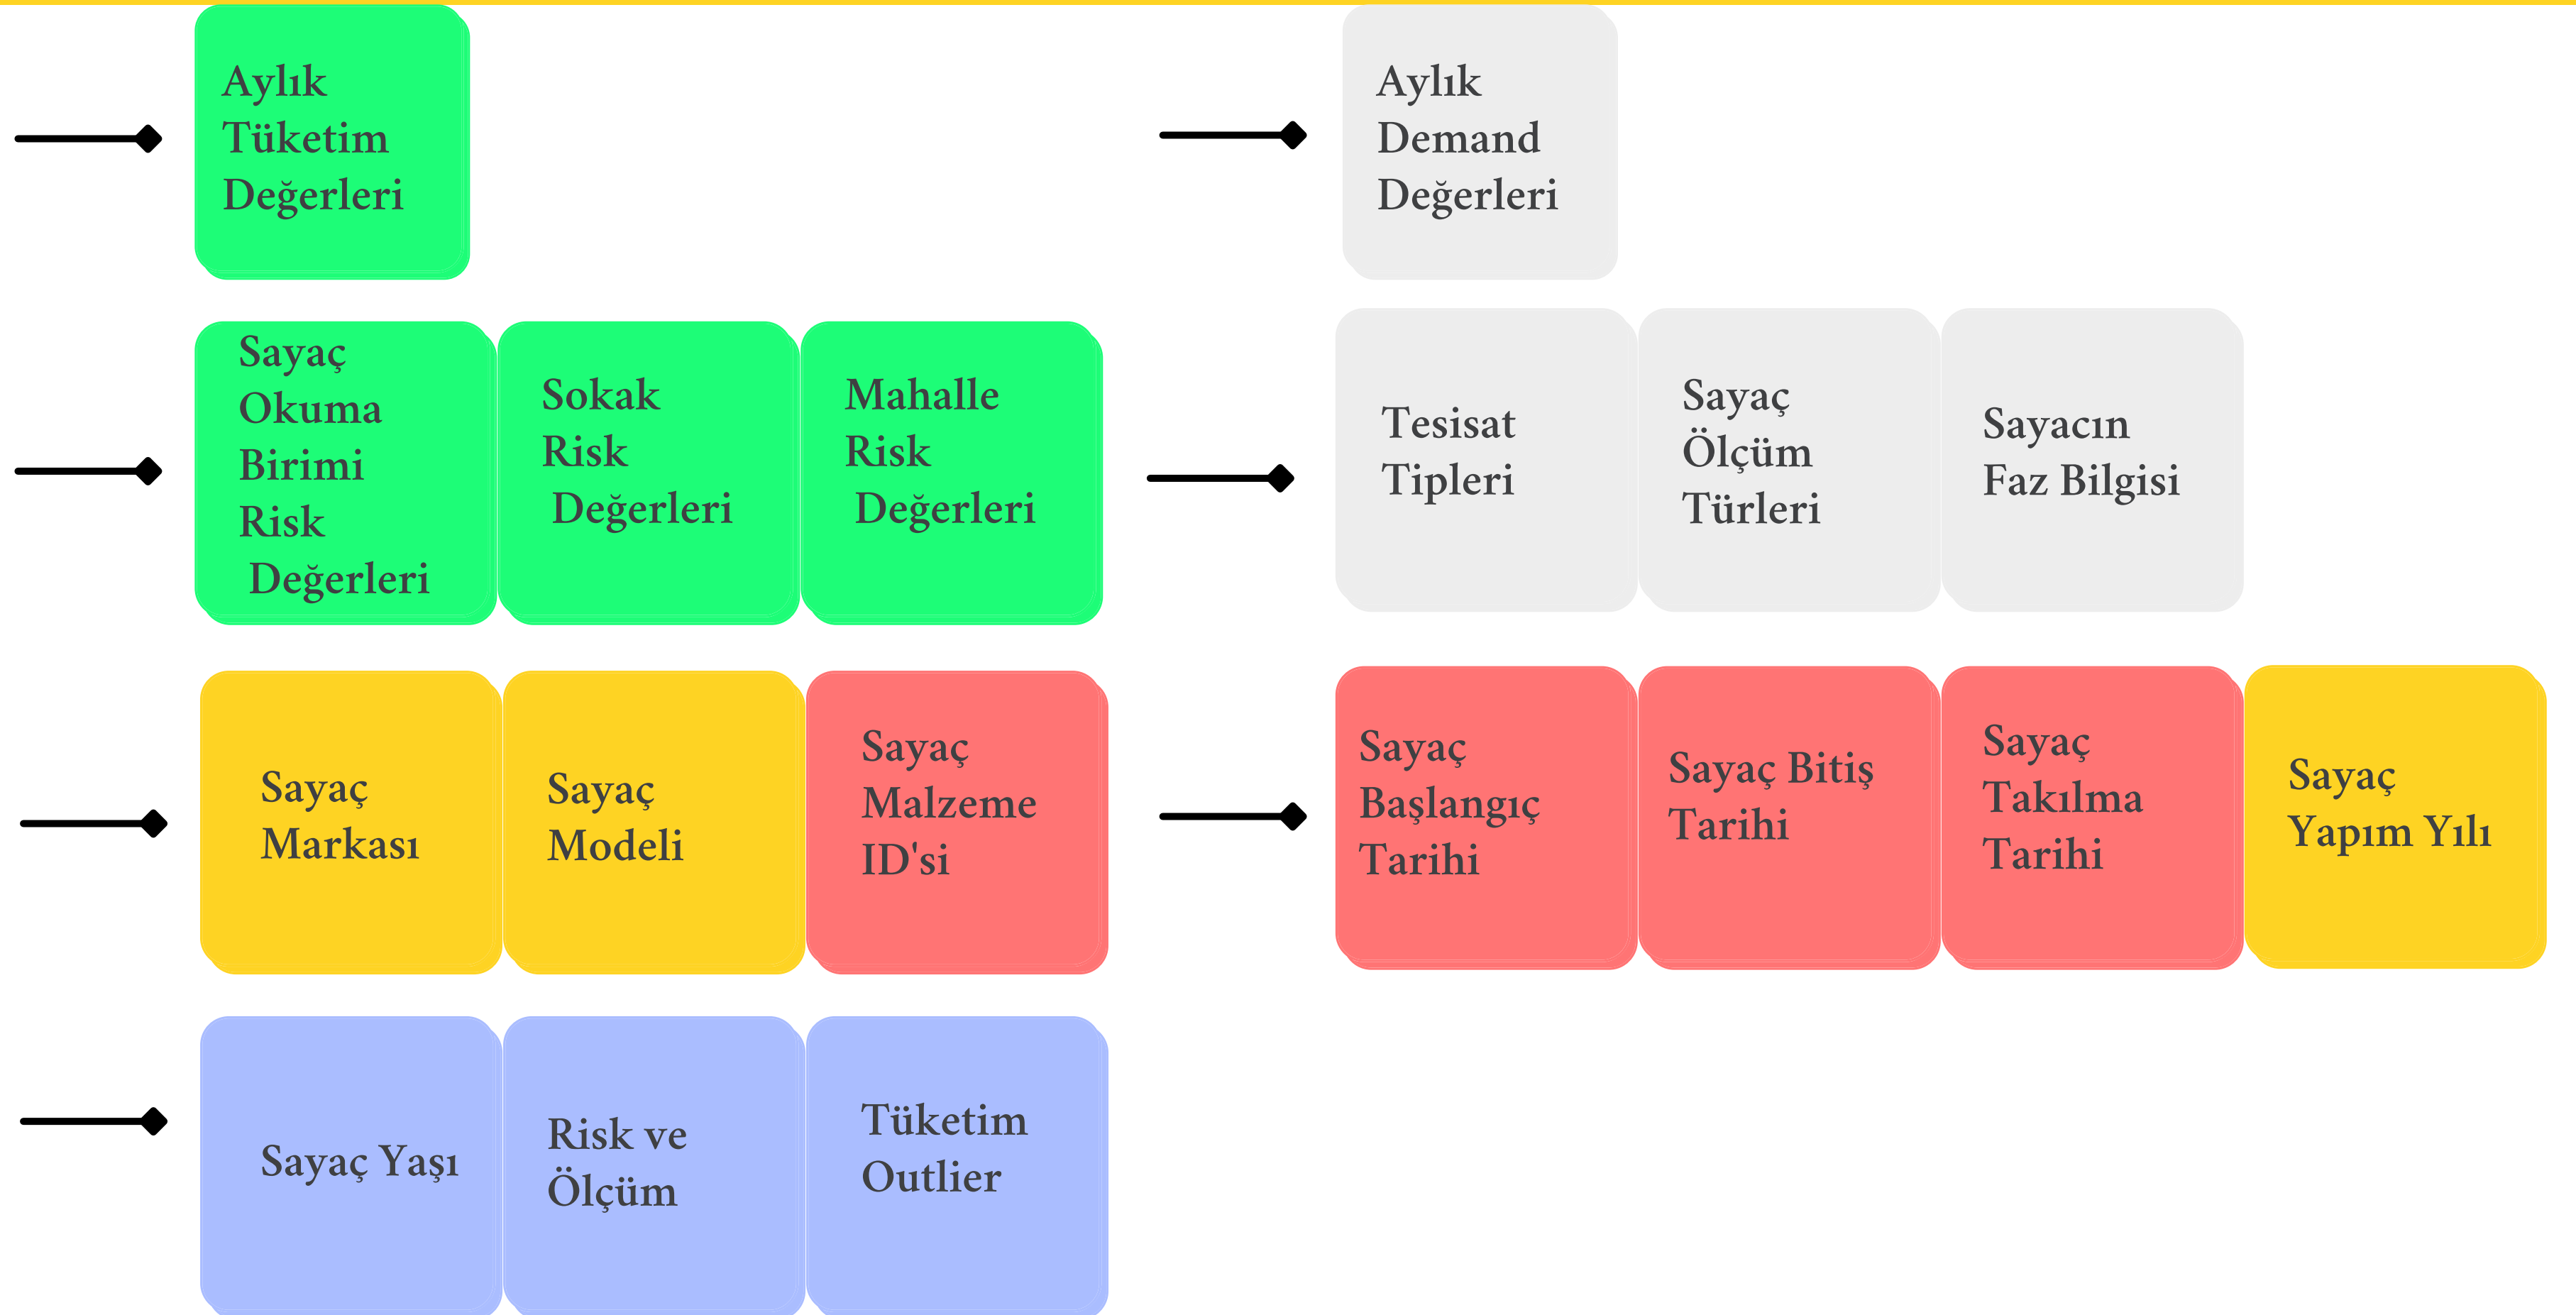 Aylık
Tüketim
Değerleri
Aylık
Demand
Değerleri
Sayaç
Okuma
Birimi
Risk
Değerleri
Sokak
Risk
Değerleri
Mahalle
Risk
Değerleri
Tesisat
Tipleri
Sayaç
Ölçüm
Türleri
Sayacın
Faz Bilgisi
Sayaç
Markası
Sayaç
Modeli
Sayaç
Malzeme
ID'si
Sayaç
Başlangıç
Tarihi
Sayaç Bitiş
Tarihi
Sayaç
Takılma
Tarihi
Sayaç
Yapım Yılı
Sayaç Yaşı
Risk ve
Ölçüm
Tüketim
Outlier